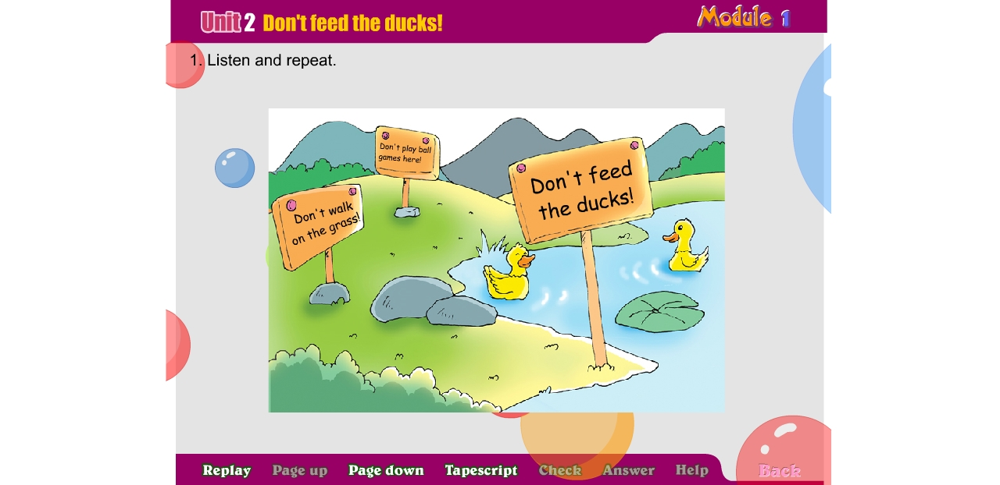 Unit 2 Don't feed the ducks!
Module 1
1. Listen and repeat.
Don't play ball
games here!
Don't feed
the ducks!
Don't walk
on the grass!
Replay Page up Page down Tapescript Check Answer Help Back